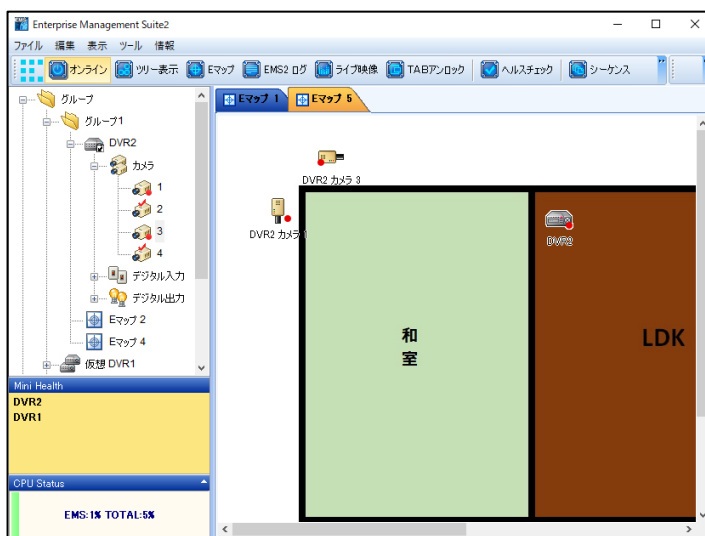 Enterprise Management Suite2
ファイル 編集 表示 ツール 情報
オンライン ツリー表示 Eマップ EMS2 ログ ライブ映像 TABアンロック ヘルスチェック シーケンス
グループ
グループ1
DVR2
カメラ
1
2
3
4
デジタル入力
デジタル出力
Eマップ 2
Eマップ 4
仮想 DVR1
Mini Health
DVR2
DVR1
CPU Status
EMS:1% TOTAL:5%
Eマップ 1 Eマップ 5
DVR2 カメラ 3
DVR2 カメラ
DVR2
和
室
LDK